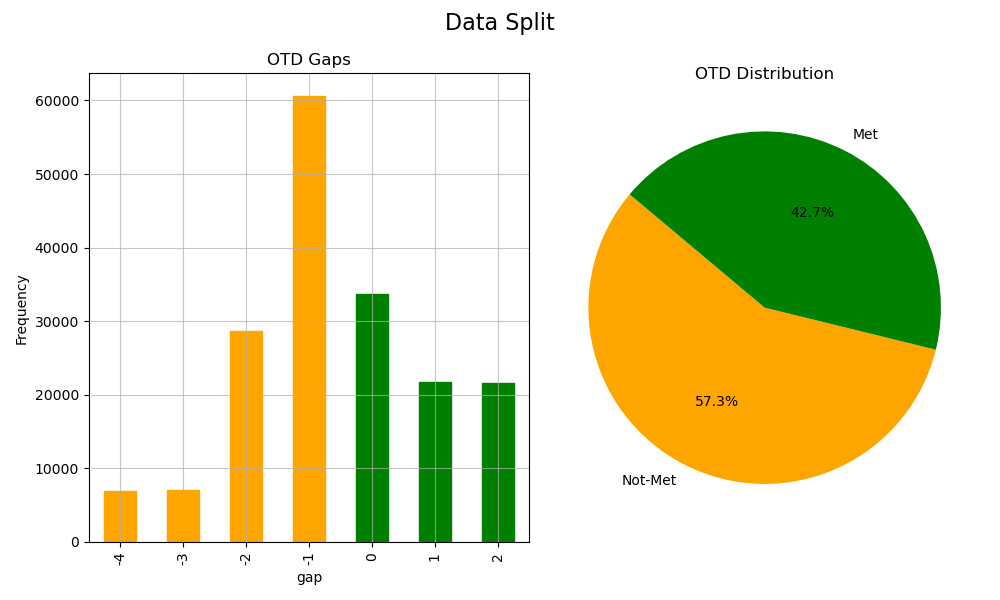 Data Split
OTD Gaps
60000
50000
40000
30000
20000
10000
0
Frequency
-4
-3
-2
-1
0
1
2
gap
OTD Distribution
Met
42.7%
57.3%
Not-Met